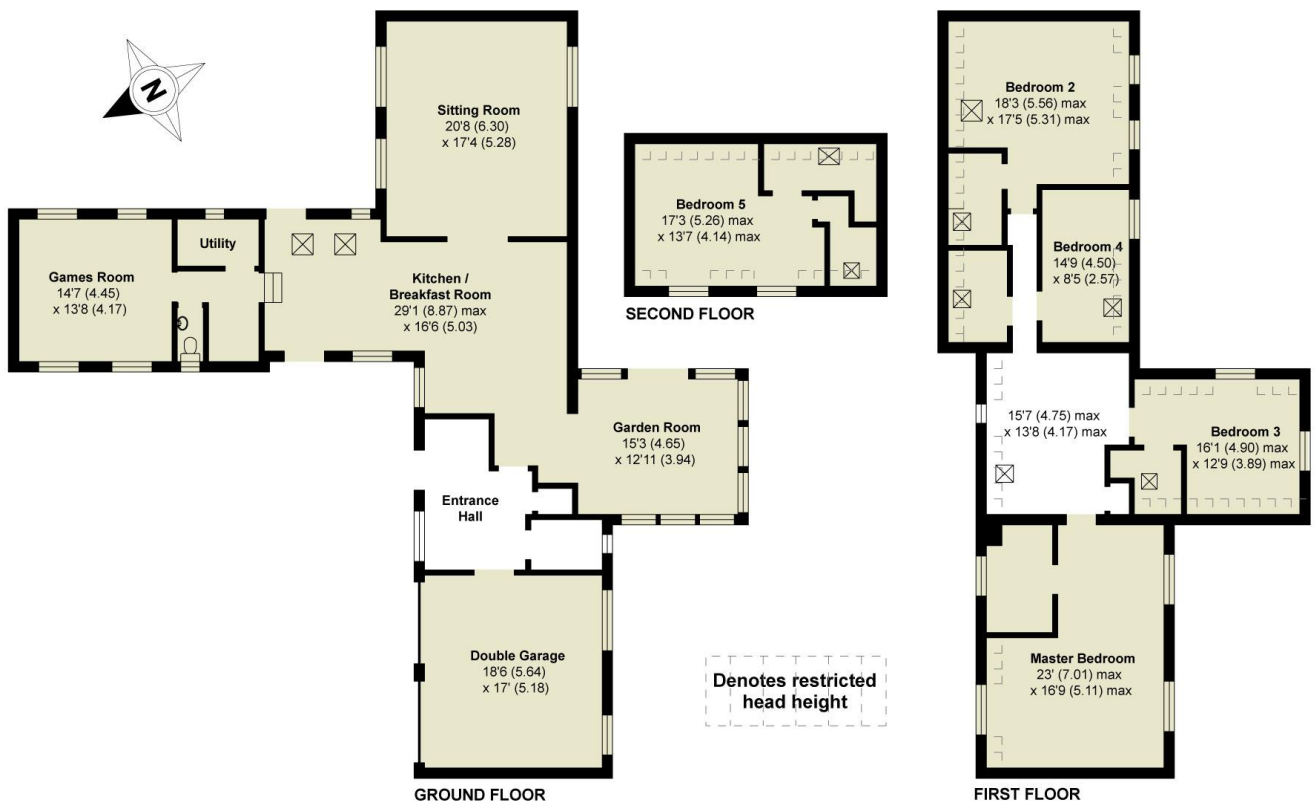 N
Sitting Room
20'8 (6.30)
x 17'4 (5.28)
Games Room
14'7 (4.45)
x 13'8 (4.17)
Utility
Kitchen /
Breakfast Room
29'1 (8.87) max
x 16'6 (5.03)
Garden Room
15'3 (4.65)
x 12'11 (3.94)
Entrance
Hall
Double Garage
18'6 (5.64)
x 17' (5.18)
GROUND FLOOR
Bedroom 5
17'3 (5.26) max
x 13'7 (4.14) max
SECOND FLOOR
Denotes restricted
head height
Bedroom 2
18'3 (5.56) max
x 17'5 (5.31) max
Bedroom 4
14'9 (4.50)
x 8'5 (2.57)
15'7 (4.75) max
x 13'8 (4.17) max
Bedroom 3
16'1 (4.90) max
x 12'9 (3.89) max
Master Bedroom
23' (7.01) max
x 16'9 (5.11) max
FIRST FLOOR